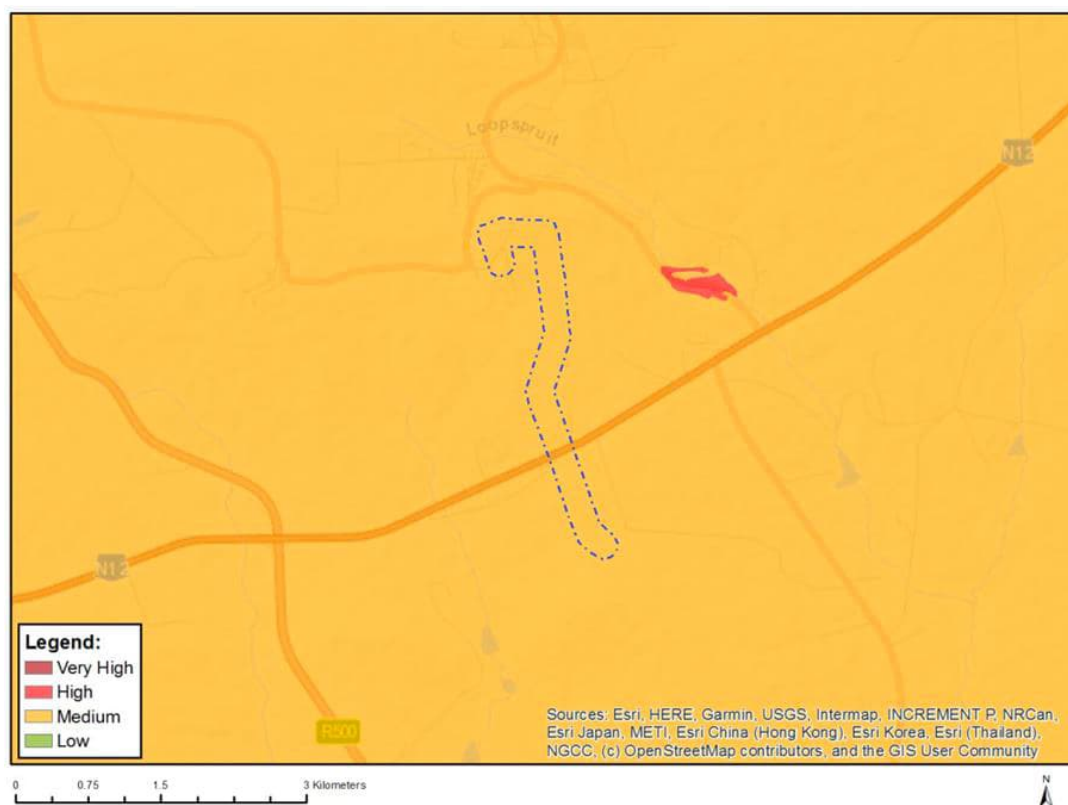 Loopspruit
N12
N12
R500
Legend:
Very High
High
Medium
Low
Sources: Esri, HERE, Garmin, USGS, Intermap, INCREMENT P, NRCan,
Esri Japan, METI, Esri China (Hong Kong), Esri Korea, Esri (Thailand),
NGCC, (c) OpenStreetMap contributors, and the GIS User Community
0 0.75 1.5 3 Kilometers
N